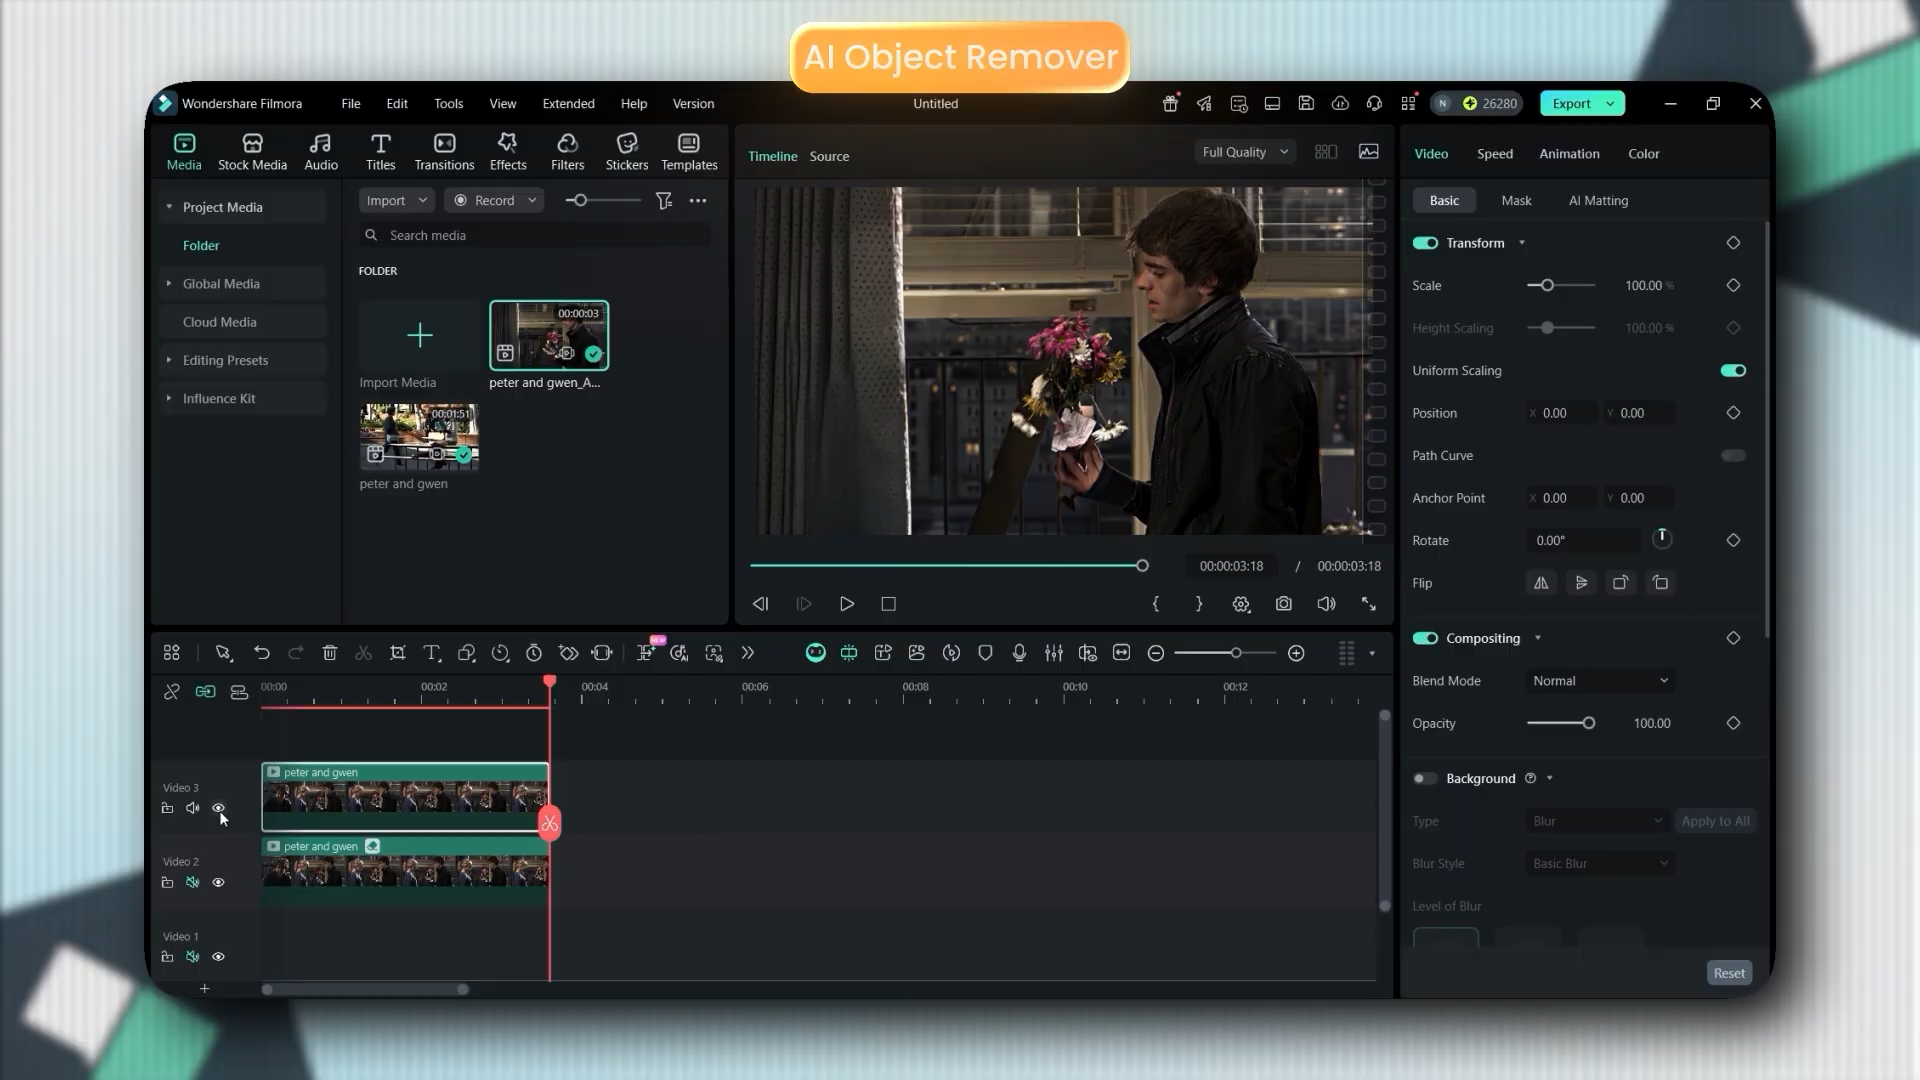 AI Object Remover
Wondershare Filmora File Edit Tools View Extended Help Version Untitled N 26280 Export
Media Stock Media Audio Titles Transitions Effects Filters Stickers Templates
Project Media
Folder
Global Media
Cloud Media
Editing Presets
Influence Kit
Import Record
Search media
FOLDER
00:00:03
Import Media peter and gwen_A...
00:01:51
peter and gwen
Timeline Source Full Quality
00:00:03:18 / 00:00:03:18
Video Speed Animation Color
Basic Mask AI Matting
Transform
Scale 100.00 %
Height Scaling 100.00 %
Uniform Scaling
Position X 0.00 Y 0.00
Path Curve
Anchor Point X 0.00 Y 0.00
Rotate 0.00°
Flip
Compositing
Blend Mode Normal
Opacity 100.00
Background
Type Blur Apply to All
Blur Style Basic Blur
Level of Blur
Reset
NEW
00:00 00:02 00:04 00:06 00:08 00:10 00:12
Video 3
peter and gwen
Video 2
peter and gwen
Video 1